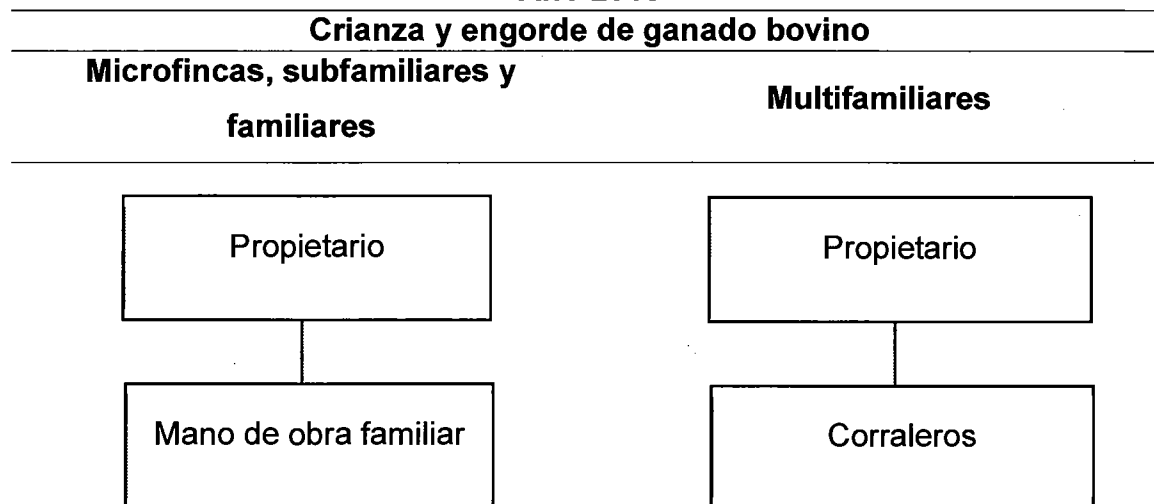 Crianza y engorde de ganado bovino
Microfincas, subfamiliares y
familiares
Multifamiliares
Propietario
Propietario
Mano de obra familiar
Corraleros